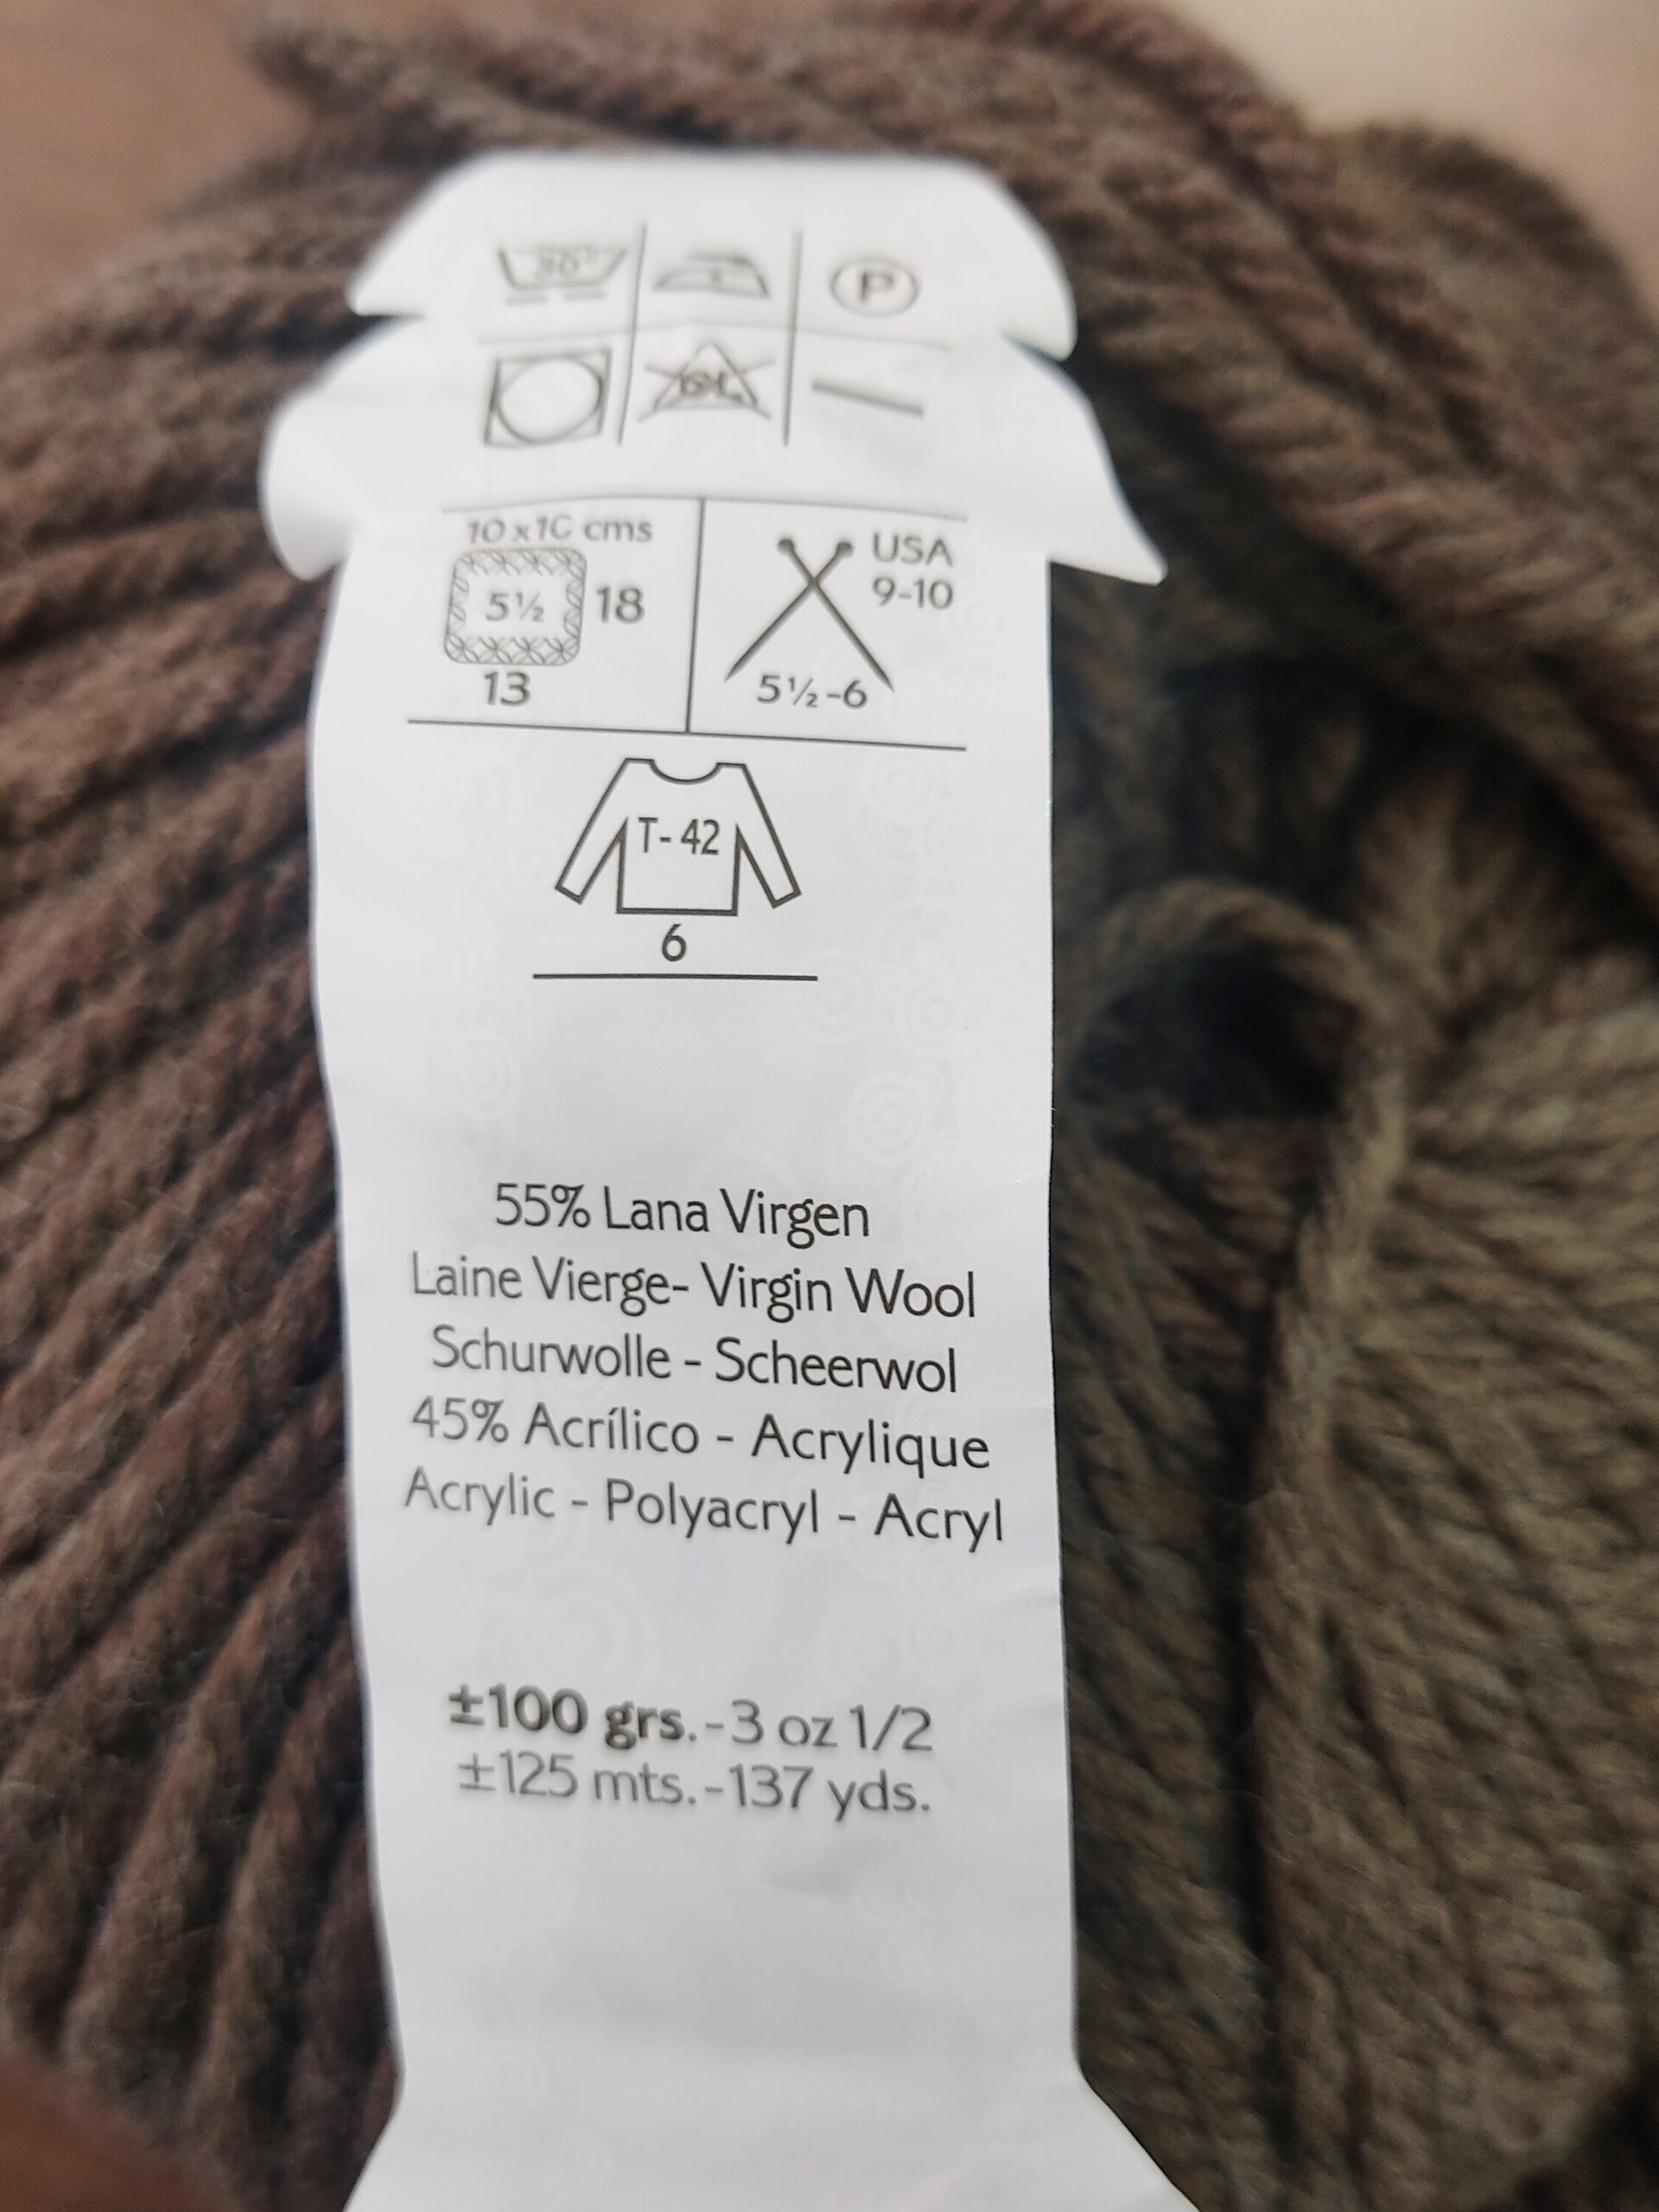 30°
P
CL
10 x 10 cms
5½ 18
13
USA
9-10
5½-6
T- 42
6
55% Lana Virgen
Laine Vierge- Virgin Wool
Schurwolle - Scheerwol
45% Acrílico - Acrylique
Acrylic - Polyacryl - Acryl
±100 grs.-3 oz 1/2
±125 mts.-137 yds.